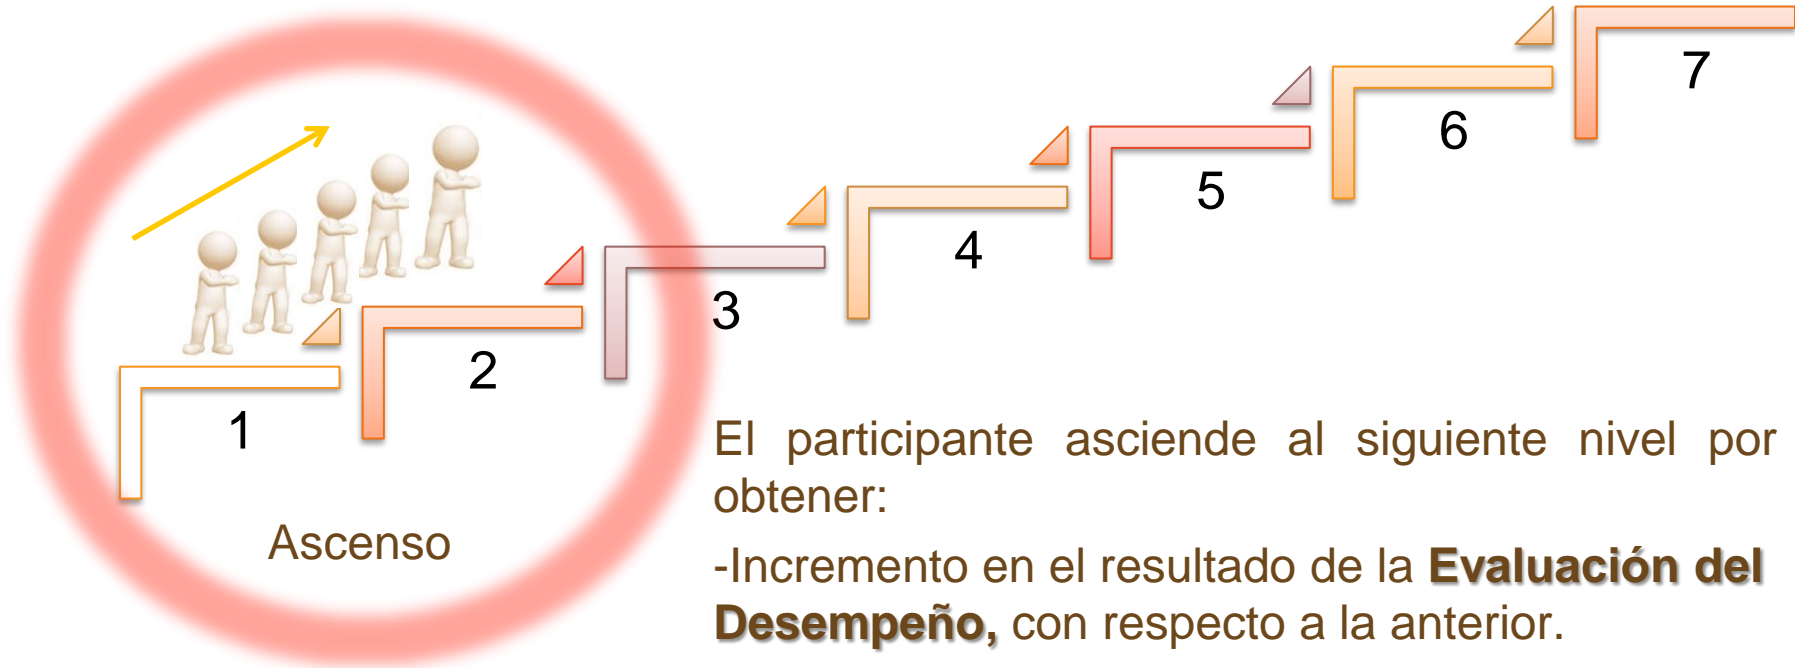 7
6
5
4
3
2
1
Ascenso
El participante asciende al siguiente nivel por
obtener:
-Incremento en el resultado de la Evaluación del
Desempeño, con respecto a la anterior.